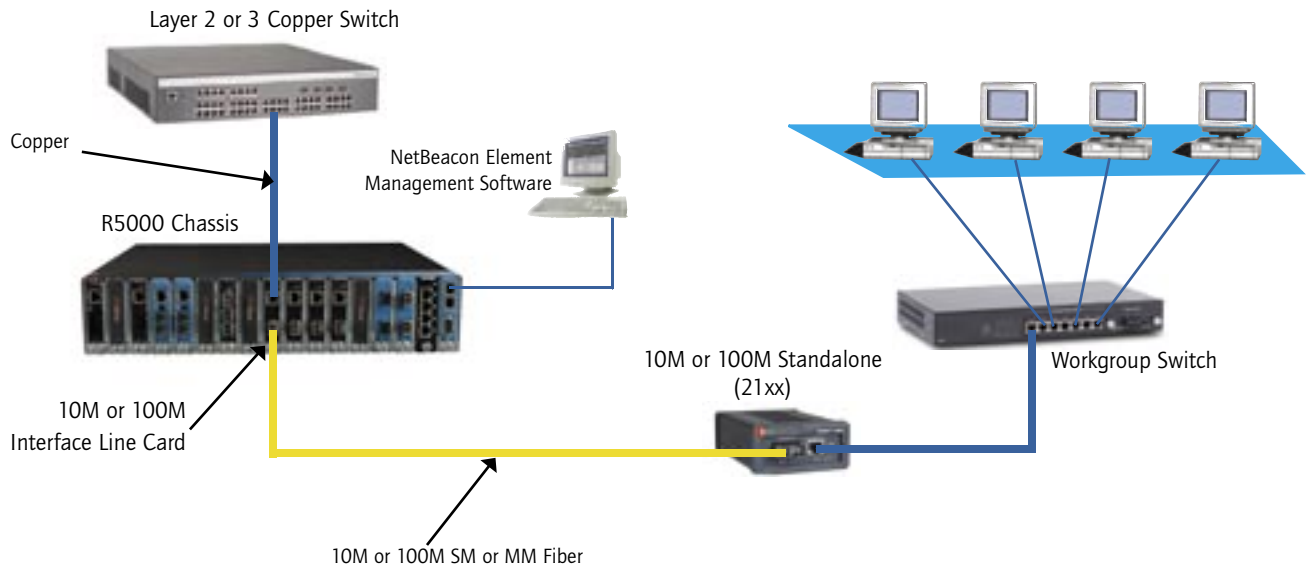 Layer 2 or 3 Copper Switch
Copper
NetBeacon Element
Management Software
R5000 Chassis
10M or 100M Standalone
(21xx)
Workgroup Switch
10M or 100M
Interface Line Card
10M or 100M SM or MM Fiber